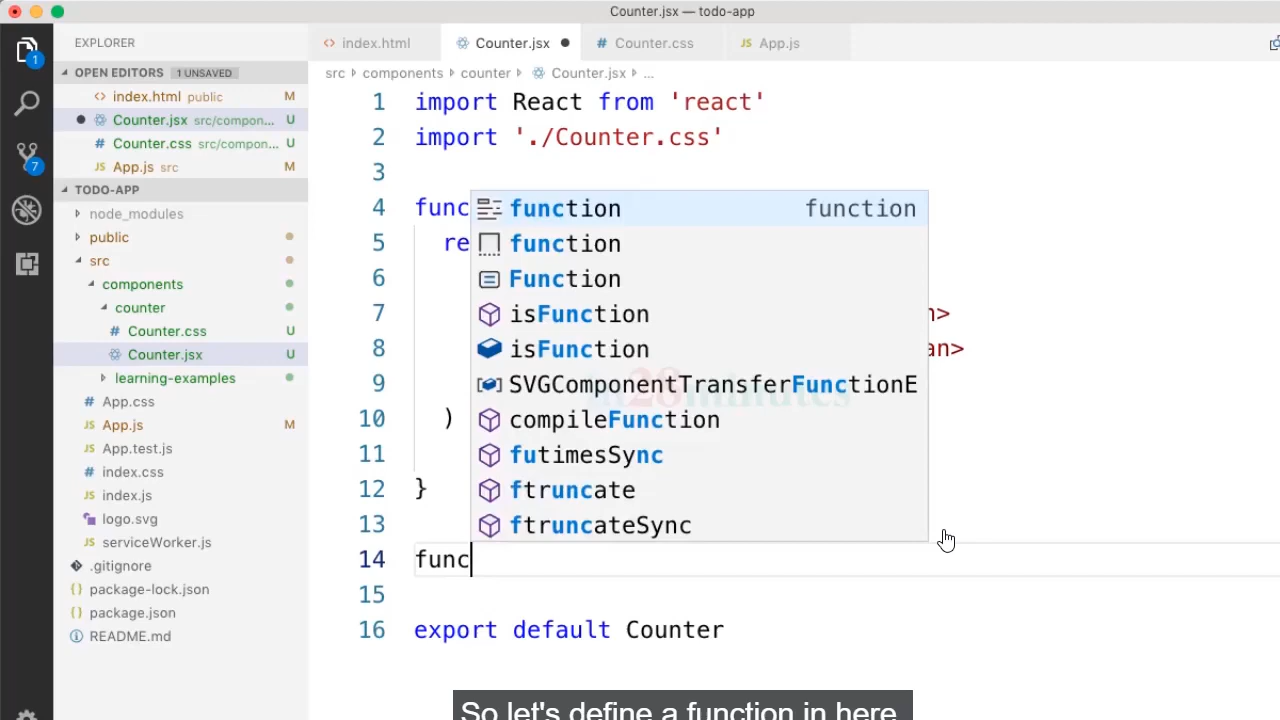 Counter.jsx — todo-app
EXPLORER
index.html
Counter.jsx
Counter.css
App.js
OPEN EDITORS 1 UNSAVED
src components counter Counter.jsx ...
index.html public M
Counter.jsx src/compon... U
Counter.css src/compon... U
App.js src M
TODO-APP
node_modules
public
src
components
counter
Counter.css U
Counter.jsx U
learning-examples
App.css
App.js M
App.test.js
index.css
index.js
logo.svg
serviceWorker.js
.gitignore
package-lock.json
package.json
README.md
1
7
1 import React from 'react'
2 import './Counter.css'
3
4 func
5 re
6
7 n>
8 an>
9
10 )
11
12 }
13
14 func
15
16 export default Counter
function function
function
Function
isFunction
isFunction
SVGComponentTransferFunctionE
compileFunction
futimesSync
ftruncate
ftruncateSync
in28minutes
So let's define a function in here